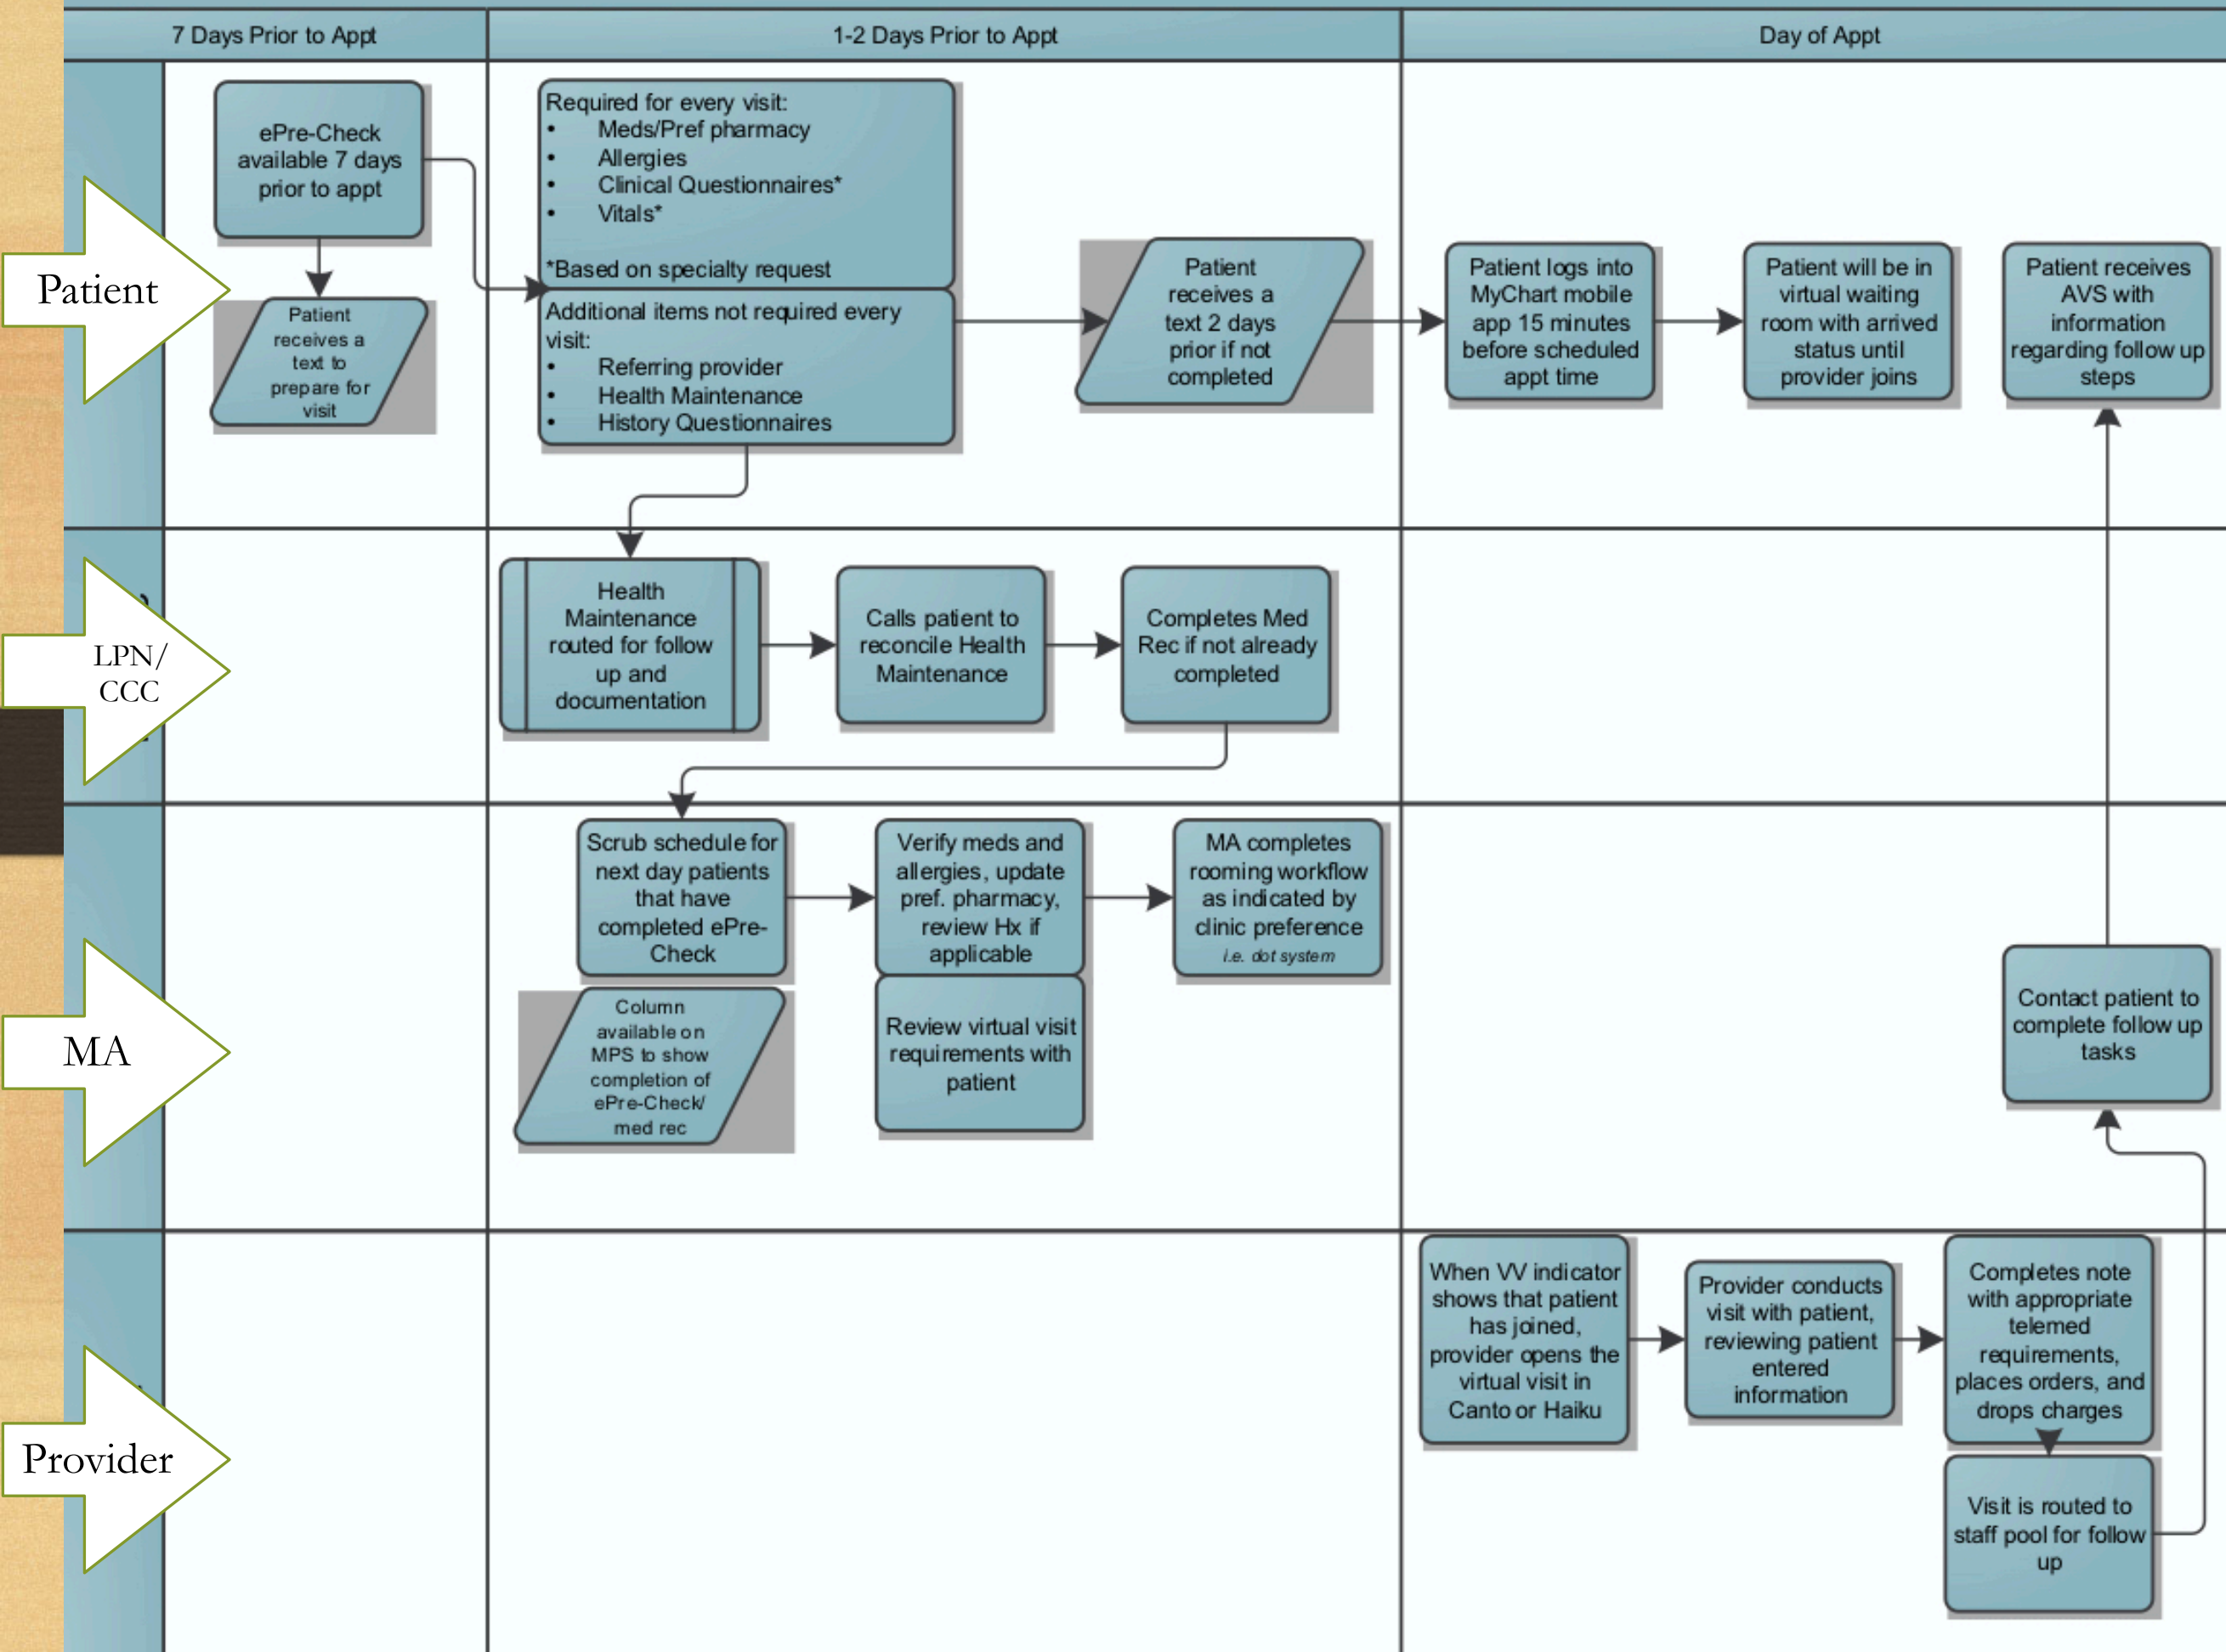 7 Days Prior to Appt
1-2 Days Prior to Appt
Day of Appt
Patient
ePre-Check
available 7 days
prior to appt
Patient
receives a
text to
prepare for
visit
Required for every visit:
• Meds/Pref pharmacy
• Allergies
• Clinical Questionnaires*
• Vitals*
*Based on specialty request
Additional items not required every
visit:
• Referring provider
• Health Maintenance
• History Questionnaires
Patient
receives a
text 2 days
prior if not
completed
Patient logs into
MyChart mobile
app 15 minutes
before scheduled
appt time
Patient will be in
virtual waiting
room with arrived
status until
provider joins
Patient receives
AVS with
information
regarding follow up
steps
LPN/
CCC
Health
Maintenance
routed for follow
up and
documentation
Calls patient to
reconcile Health
Maintenance
Completes Med
Rec if not already
completed
MA
Scrub schedule for
next day patients
that have
completed ePre-
Check
Column
available on
MPS to show
completion of
ePre-Check/
med rec
Verify meds and
allergies, update
pref. pharmacy,
review Hx if
applicable
Review virtual visit
requirements with
patient
MA completes
rooming workflow
as indicated by
clinic preference
i.e. dot system
Contact patient to
complete follow up
tasks
Provider
When VV indicator
shows that patient
has joined,
provider opens the
virtual visit in
Canto or Haiku
Provider conducts
visit with patient,
reviewing patient
entered
information
Completes note
with appropriate
telemed
requirements,
places orders, and
drops charges
Visit is routed to
staff pool for follow
up